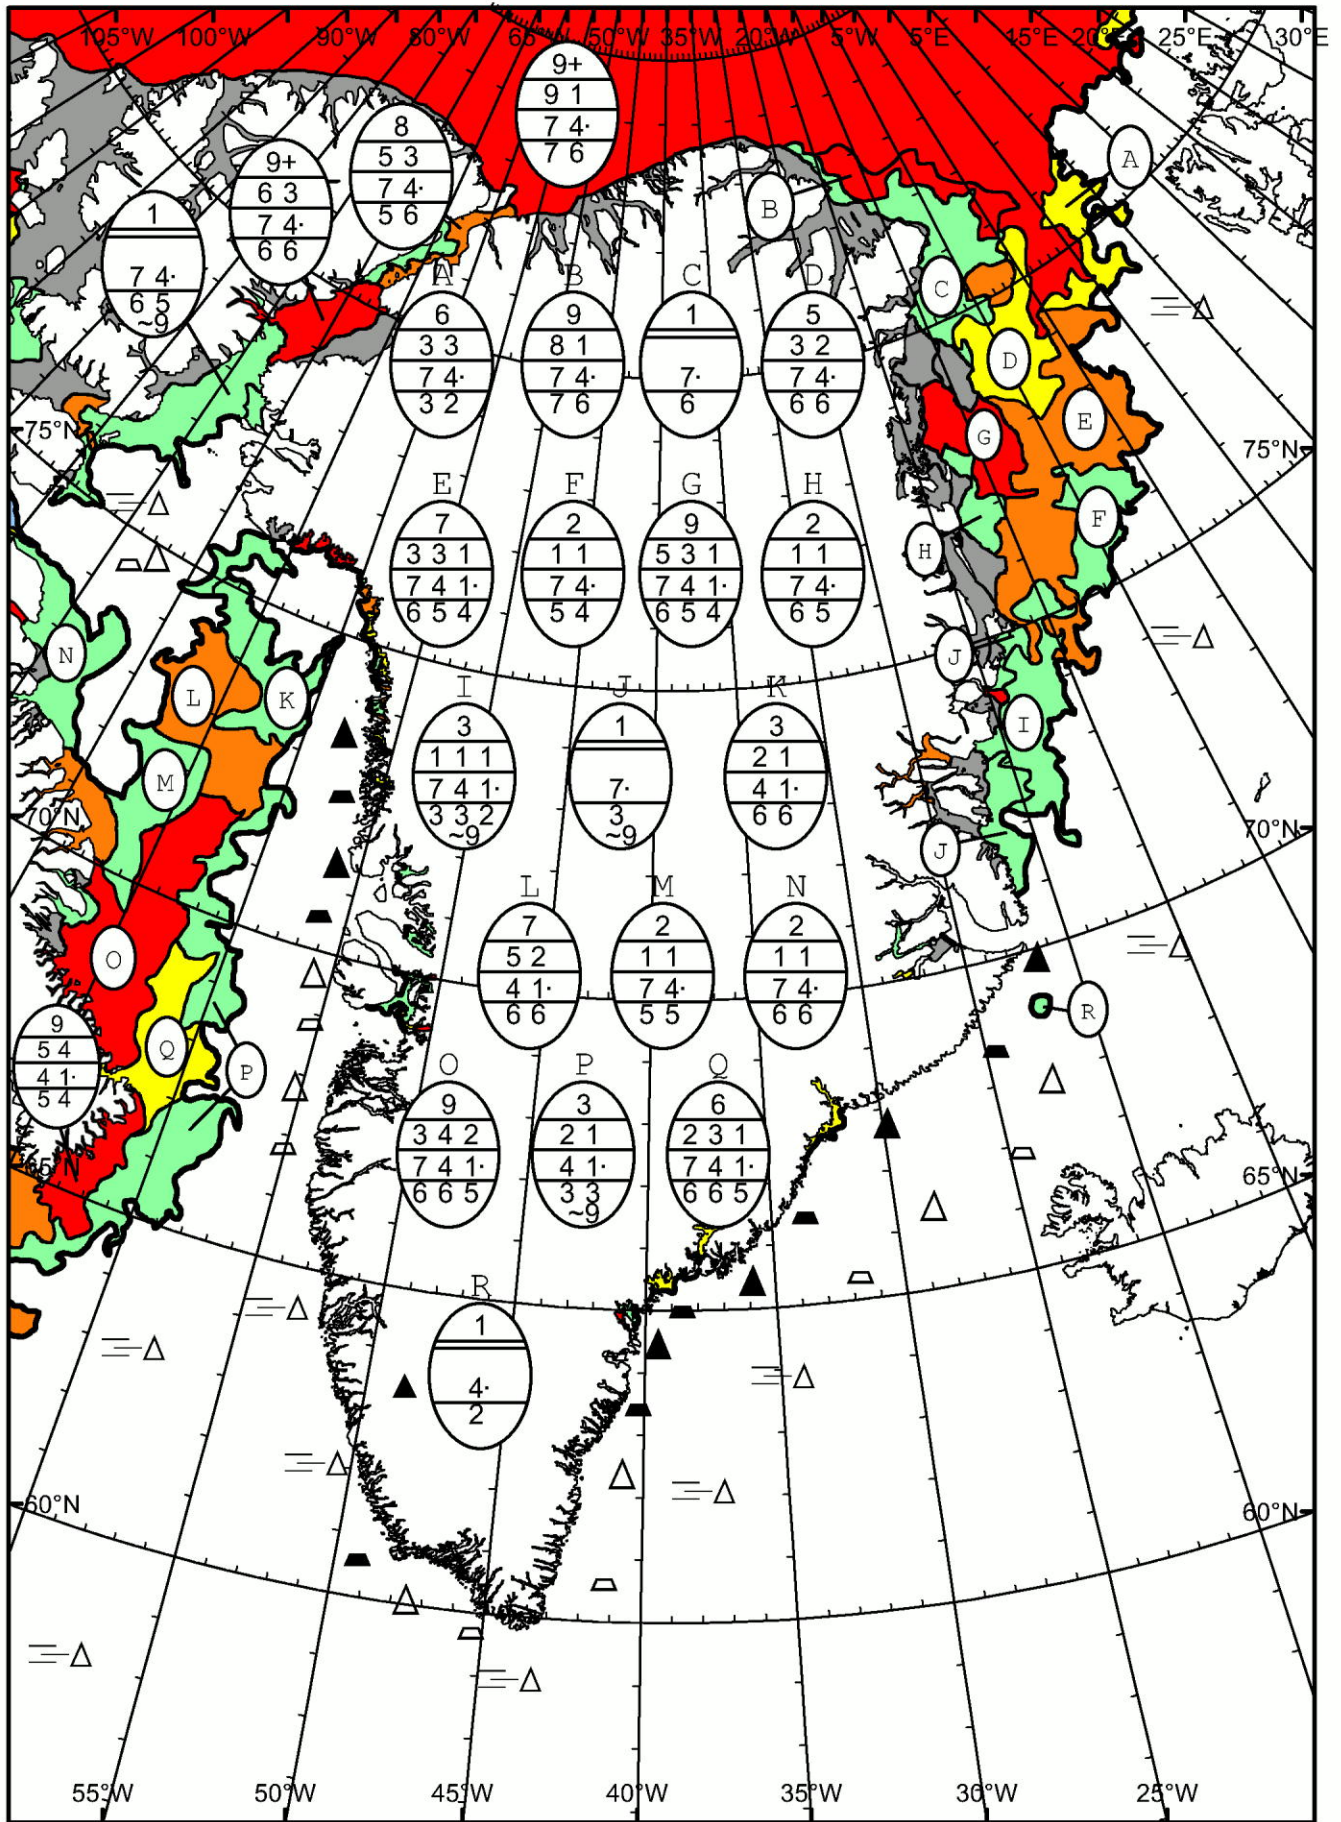 105°W 100°W 90°W 80°W 65°W 50°W 35°W 20°W 5°W 5°E 15°E 20°E 25°E 30°E
9+
9 1
7 4·
7 6
8
5 3
7 4·
5 6
9+
6 3
7 4·
6 6
1
7 4·
6 5
~9
A
B
C
D
E
F
G
H
I
J
J
K
L
M
N
O
P
Q
R
A B C D
6 9 1 5
3 3 8 1 3 2
7 4· 7 4· 7· 7 4·
3 2 7 6 6 6 6
E F G H
7 2 9 2
3 3 1 1 1 5 3 1 1 1
7 4 1· 7 4· 7 4 1· 7 4·
6 5 4 5 4 6 5 4 6 5
I J K
3 1 3
1 1 1 2 1
7 4 1· 7· 4 1·
3 3 2 3 6 6
~9 ~9
L M N
7 2 2
5 2 1 1 1 1
4 1· 7 4· 7 4·
6 6 5 5 6 6
9
5 4
4 1·
5 4
O P Q
9 3 6
3 4 2 2 1 2 3 1
7 4 1· 4 1· 7 4 1·
6 6 5 3 3 6 6 5
~9
R
1
4·
2
75°N 75°N
70°N 70°N
65°N 65°N
60°N 60°N
55°W 50°W 45°W 40°W 35°W 30°W 25°W